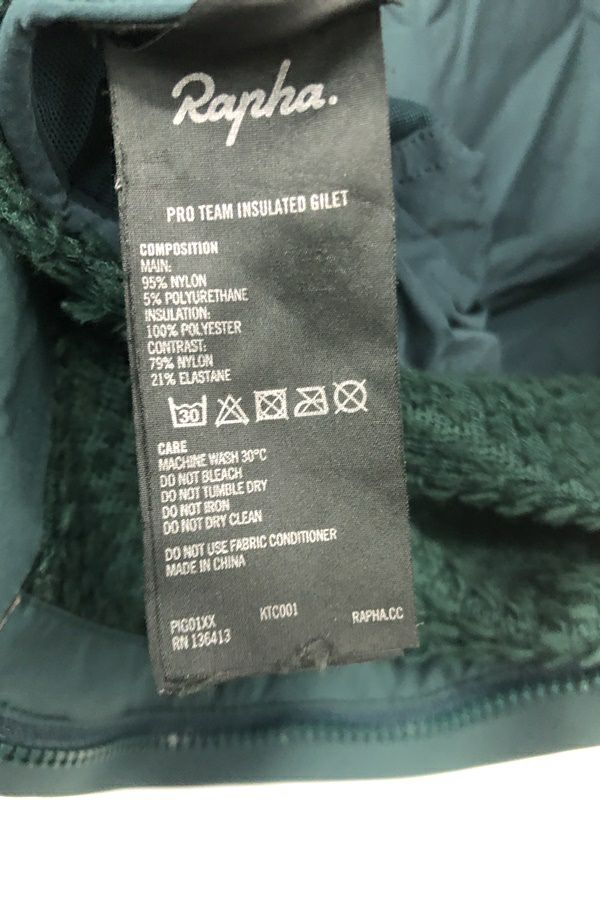 Rapha.
PRO TEAM INSULATED GILET
COMPOSITION
MAIN:
95% NYLON
5% POLYURETHANE
INSULATION:
100% POLYESTER
CONTRAST:
79% NYLON
21% ELASTANE
30
CARE
MACHINE WASH 30°C
DO NOT BLEACH
DO NOT TUMBLE DRY
DO NOT IRON
DO NOT DRY CLEAN
DO NOT USE FABRIC CONDITIONER
MADE IN CHINA
PIG01XX KTC001 RAPHA.CC
RN 136413